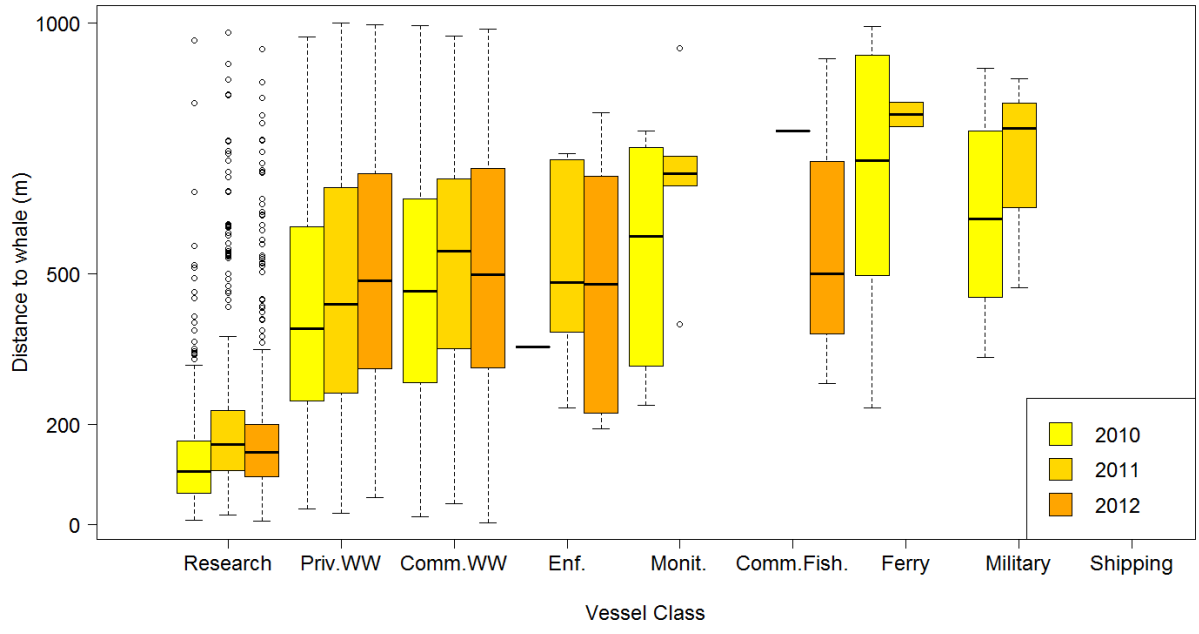 1000
500
200
0
Distance to whale (m)
Research Priv.WW Comm.WW Enf. Monit. Comm.Fish. Ferry Military Shipping
Vessel Class
2010
2011
2012